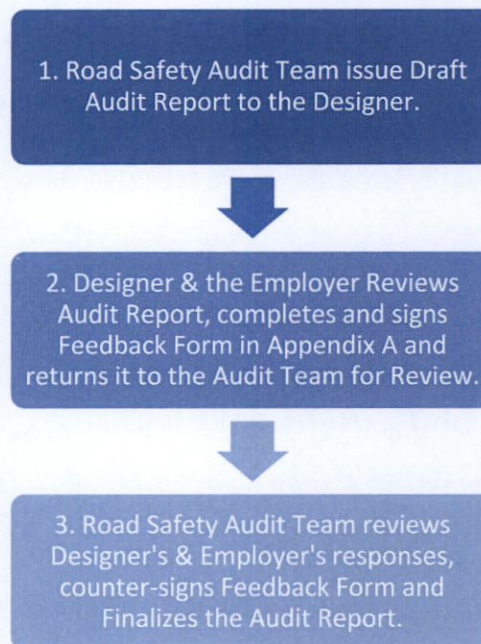 1. Road Safety Audit Team issue Draft
Audit Report to the Designer.
2. Designer & the Employer Reviews
Audit Report, completes and signs
Feedback Form in Appendix A and
returns it to the Audit Team for Review.
3. Road Safety Audit Team reviews
Designer's & Employer's responses,
counter-signs Feedback Form and
Finalizes the Audit Report.